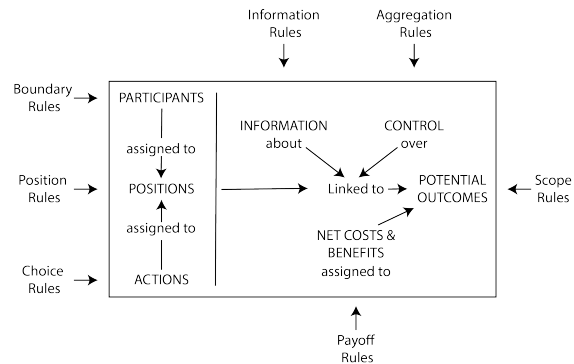 Information
Rules
Aggregation
Rules
Boundary
Rules
PARTICIPANTS
assigned to
INFORMATION
about
CONTROL
over
Position
Rules
POSITIONS
Linked to
POTENTIAL
OUTCOMES
Scope
Rules
assigned to
NET COSTS &
BENEFITS
assigned to
Choice
Rules
ACTIONS
Payoff
Rules